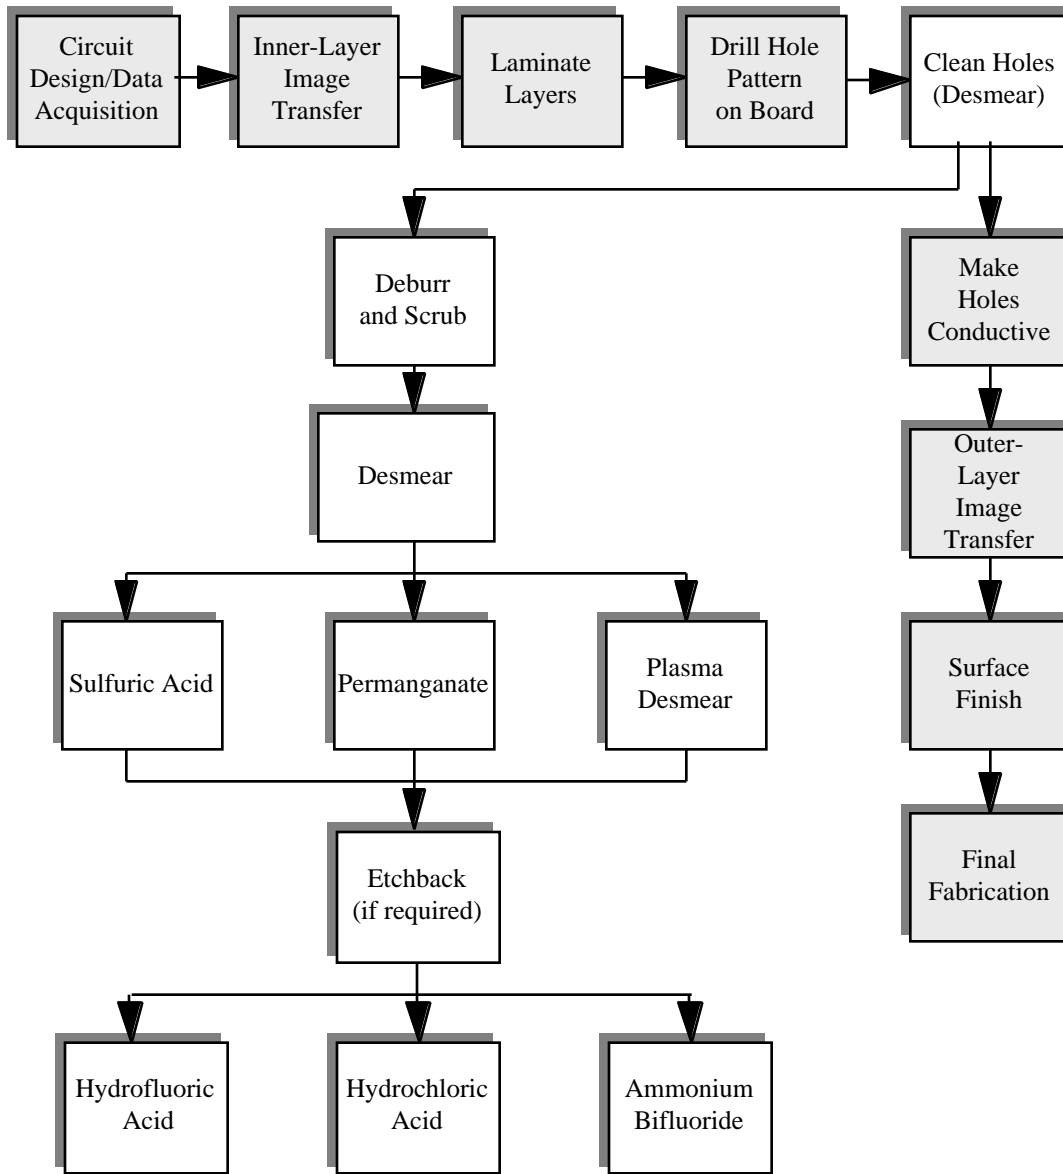 Circuit
Design/Data
Acquisition
Inner-Layer
Image
Transfer
Laminate
Layers
Drill Hole
Pattern
on Board
Clean Holes
(Desmear)
Deburr
and Scrub
Make
Holes
Conductive
Desmear
Outer-
Layer
Image
Transfer
Sulfuric Acid
Permanganate
Plasma
Desmear
Surface
Finish
Etchback
(if required)
Final
Fabrication
Hydrofluoric
Acid
Hydrochloric
Acid
Ammonium
Bifluoride